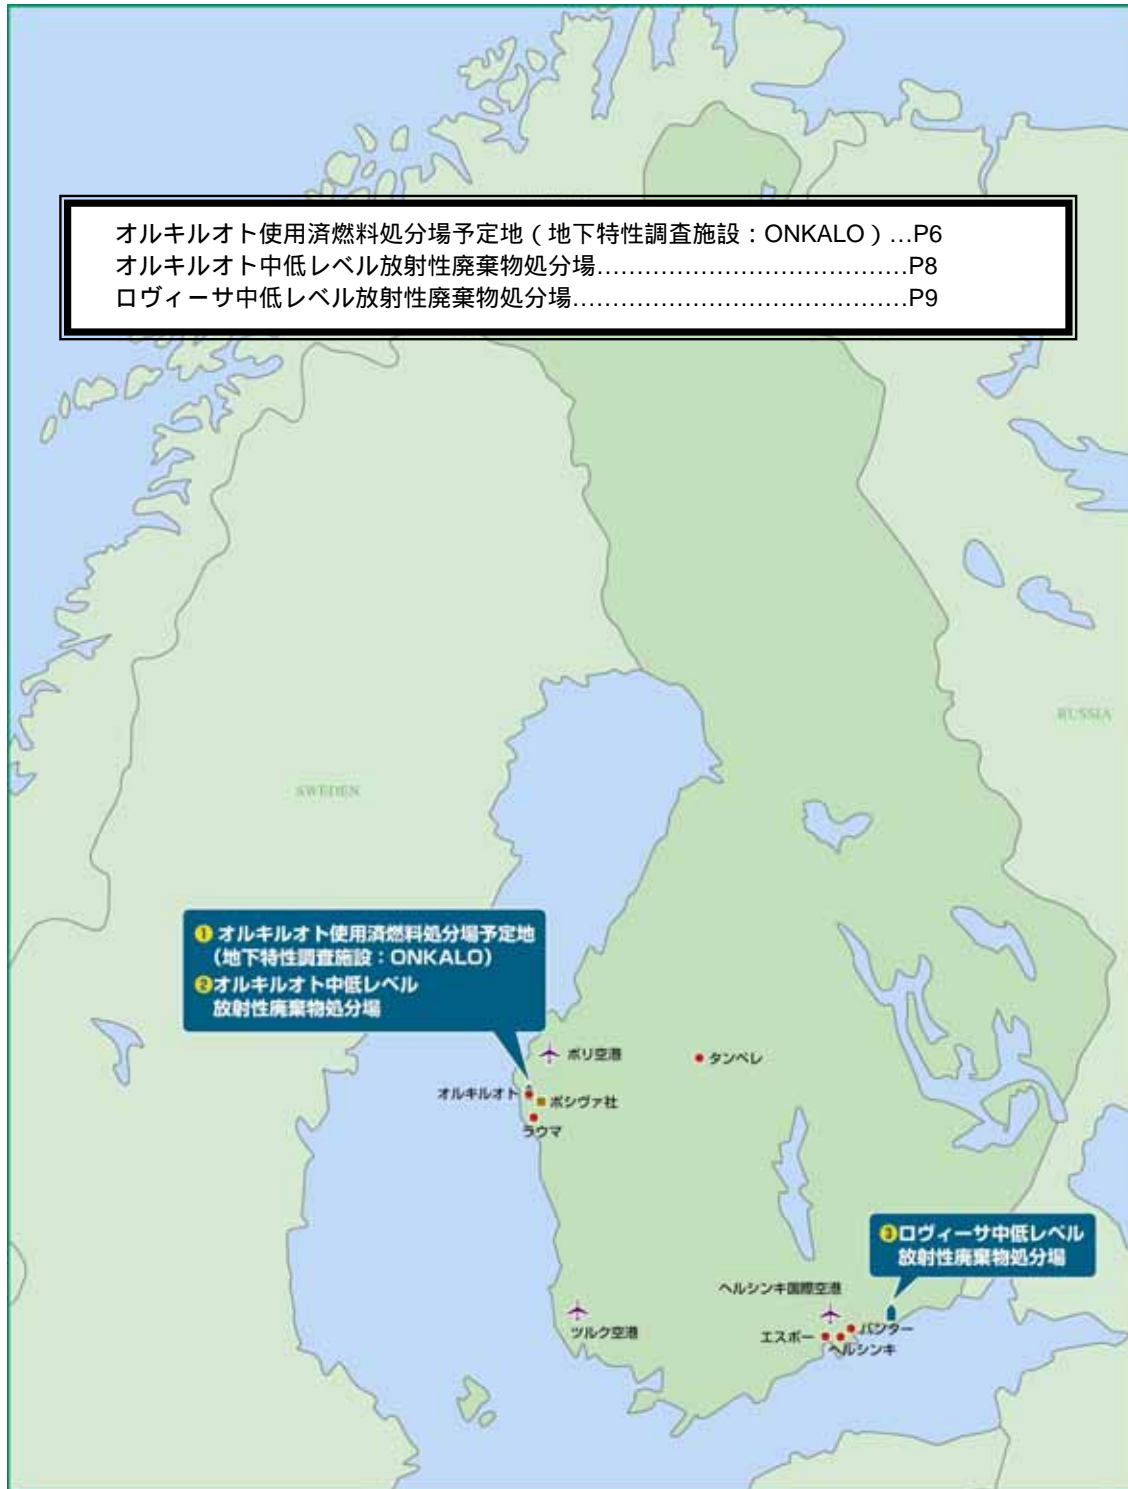 オルキルオト使用済燃料処分場予定地（地下特性調査施設：ONKALO）…P6
オルキルオト中低レベル放射性廃棄物処分場……………………………………P8
ロヴィーサ中低レベル放射性廃棄物処分場……………………………………P9
RUSSIA
SWEDEN
❶ オルキルオト使用済燃料処分場予定地
（地下特性調査施設：ONKALO）
❷オルキルオト中低レベル
放射性廃棄物処分場
ポリ空港
タンペレ
オルキルオト
ポシヴァ社
ラウマ
❸ロヴィーサ中低レベル
放射性廃棄物処分場
ヘルシンキ国際空港
ツルク空港
バンター
エスポー
ヘルシンキ